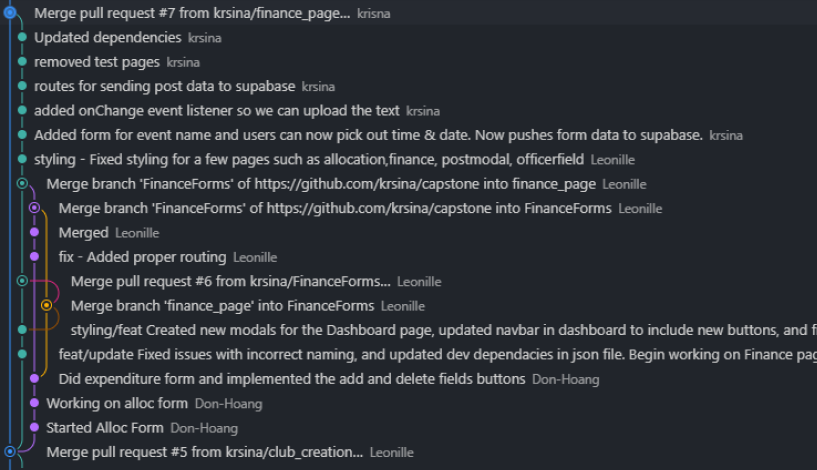 Merge pull request #7 from krsina/finance_page... krisna
Updated dependencies krsina
removed test pages krsina
routes for sending post data to supabase krsina
added onChange event listener so we can upload the text krsina
Added form for event name and users can now pick out time & date. Now pushes form data to supabase. krsina
styling - Fixed styling for a few pages such as allocation,finance, postmodal, officerfield Leonille
Merge branch 'FinanceForms' of https://github.com/krsina/capstone into finance_page Leonille
Merge branch 'FinanceForms' of https://github.com/krsina/capstone into FinanceForms Leonille
Merged Leonille
fix - Added proper routing Leonille
Merge pull request #6 from krsina/FinanceForms... Leonille
Merge branch 'finance_page' into FinanceForms Leonille
styling/feat Created new modals for the Dashboard page, updated navbar in dashboard to include new buttons, and f
feat/update Fixed issues with incorrect naming, and updated dev dependacies in json file. Begin working on Finance pag
Did expenditure form and implemented the add and delete fields buttons Don-Hoang
Working on alloc form Don-Hoang
Started Alloc Form Don-Hoang
Merge pull request #5 from krsina/club_creation... Leonille